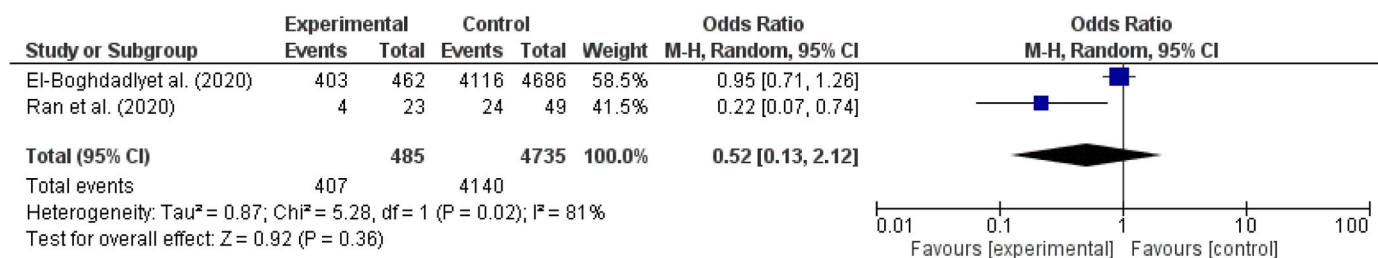 Experimental Control Odds Ratio Odds Ratio
Study or Subgroup Events Total Events Total Weight M-H, Random, 95% CI M-H, Random, 95% CI
El-Boghdadlyet al. (2020) 403 462 4116 4686 58.5% 0.95 [0.71, 1.26]
Ran et al. (2020) 4 23 24 49 41.5% 0.22 [0.07, 0.74]
Total (95% CI) 485 4735 100.0% 0.52 [0.13, 2.12]
Total events 407 4140
Heterogeneity: Tau² = 0.87; Chi² = 5.28, df = 1 (P = 0.02); I² = 81%
Test for overall effect: Z = 0.92 (P = 0.36)
0.01 0.1 1 10 100
Favours [experimental] Favours [control]